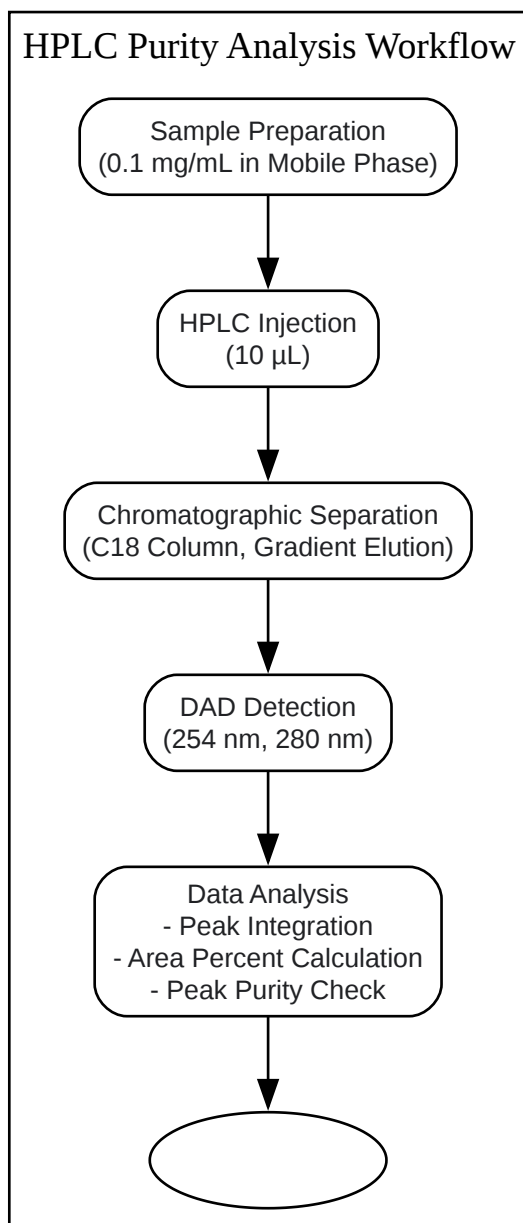 HPLC Purity Analysis Workflow
Sample Preparation
(0.1 mg/mL in Mobile Phase)
HPLC Injection
(10 µL)
Chromatographic Separation
(C18 Column, Gradient Elution)
DAD Detection
(254 nm, 280 nm)
Data Analysis
- Peak Integration
- Area Percent Calculation
- Peak Purity Check